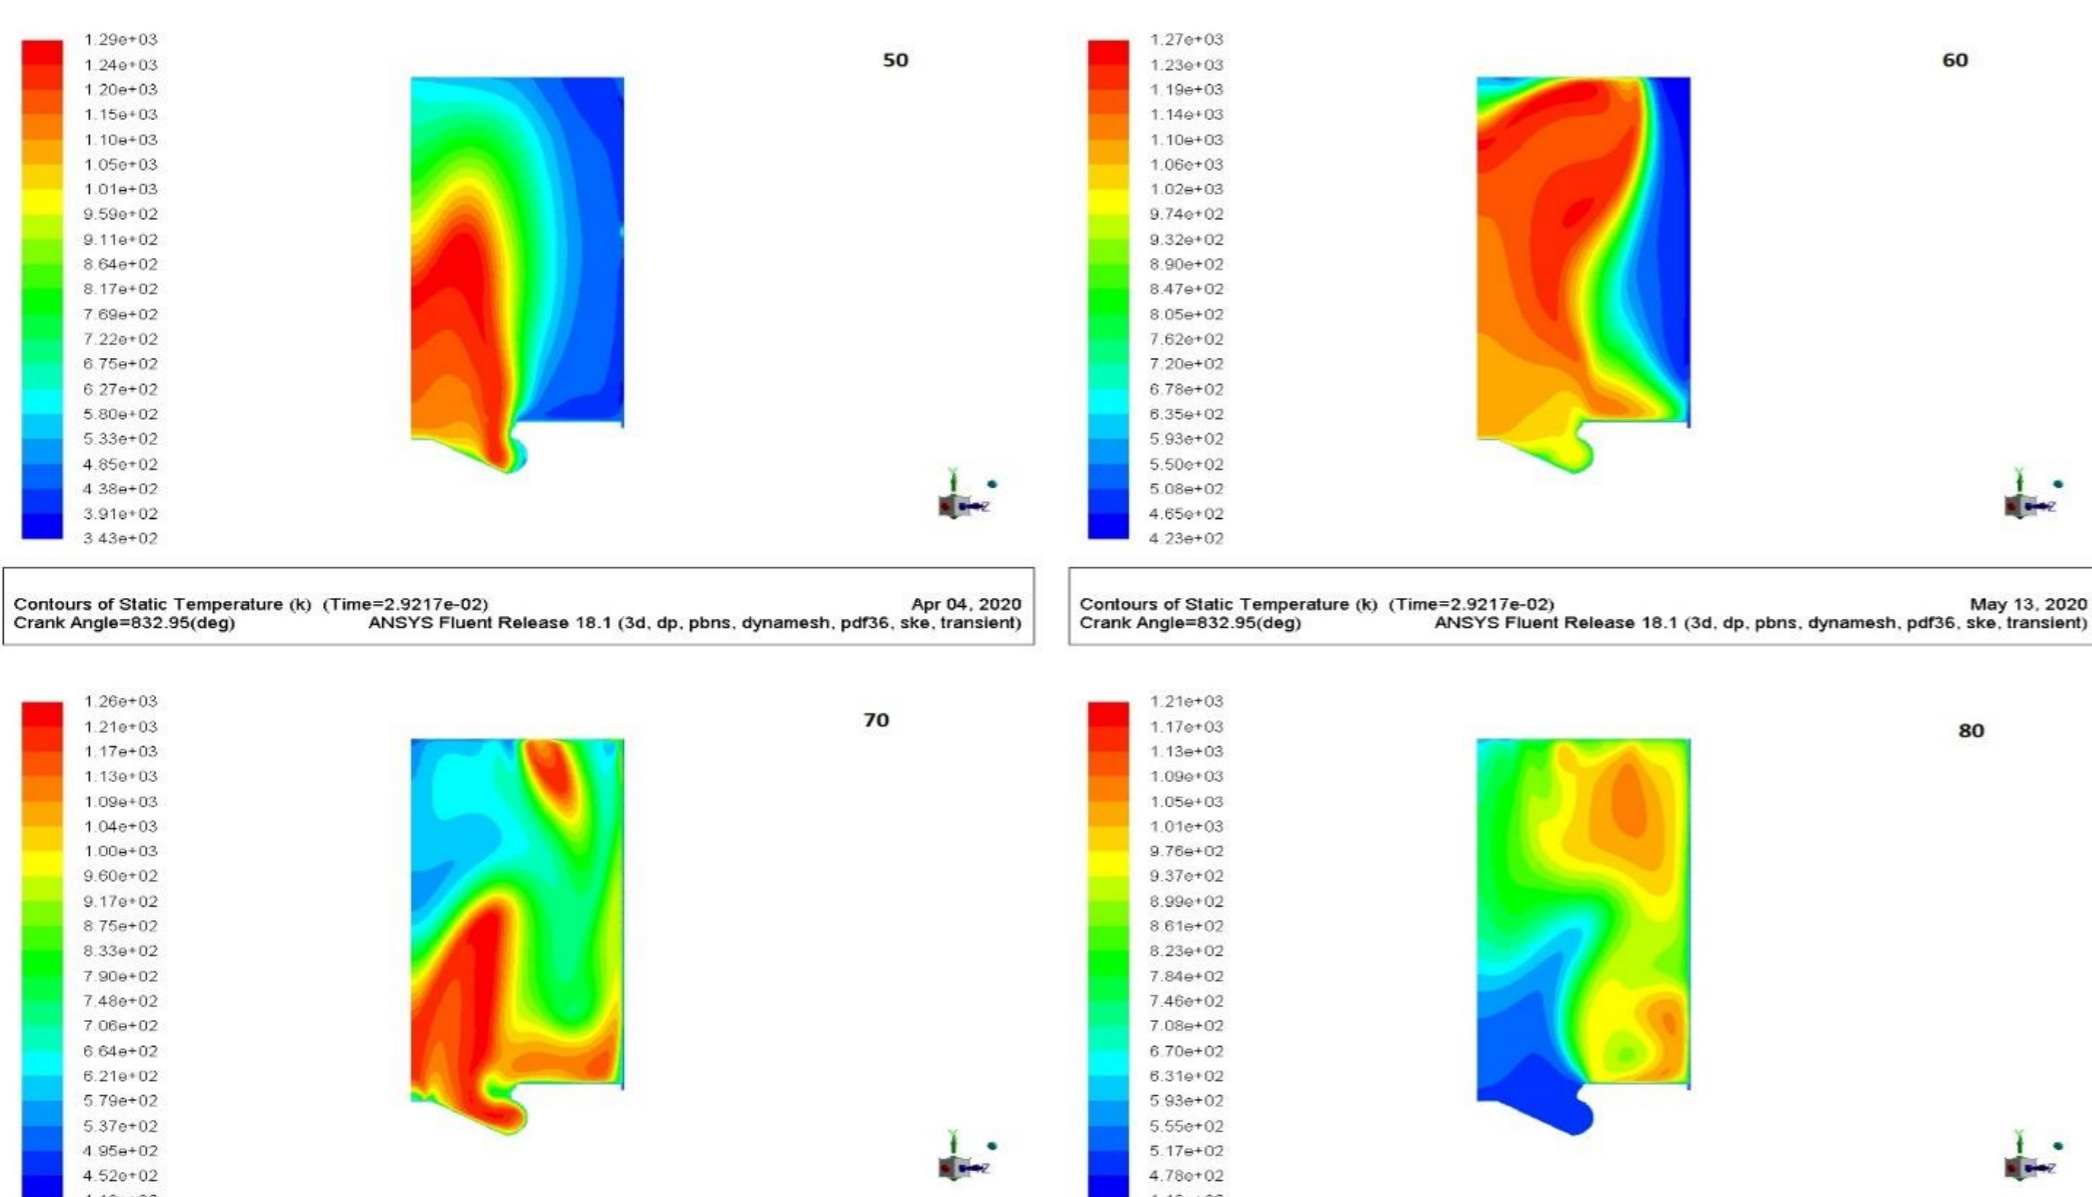 50
1.29e+03
1.24e+03
1.20e+03
1.15e+03
1.10e+03
1.05e+03
1.01e+03
9.59e+02
9.11e+02
8.64e+02
8.17e+02
7.69e+02
7.22e+02
6.75e+02
6.27e+02
5.80e+02
5.33e+02
4.85e+02
4.38e+02
3.91e+02
3.43e+02
Y
Z
Contours of Static Temperature (k) (Time=2.9217e-02) Apr 04, 2020
Crank Angle=832.95(deg) ANSYS Fluent Release 18.1 (3d, dp, pbns, dynamesh, pdf36, ske, transient)
60
1.27e+03
1.23e+03
1.19e+03
1.14e+03
1.10e+03
1.06e+03
1.02e+03
9.74e+02
9.32e+02
8.90e+02
8.47e+02
8.05e+02
7.62e+02
7.20e+02
6.78e+02
6.35e+02
5.93e+02
5.50e+02
5.08e+02
4.65e+02
4.23e+02
Y
Z
Contours of Static Temperature (k) (Time=2.9217e-02) May 13, 2020
Crank Angle=832.95(deg) ANSYS Fluent Release 18.1 (3d, dp, pbns, dynamesh, pdf36, ske, transient)
70
1.26e+03
1.21e+03
1.17e+03
1.13e+03
1.09e+03
1.04e+03
1.00e+03
9.60e+02
9.17e+02
8.75e+02
8.33e+02
7.90e+02
7.48e+02
7.06e+02
6.64e+02
6.21e+02
5.79e+02
5.37e+02
4.95e+02
4.52e+02
Y
Z
80
1.21e+03
1.17e+03
1.13e+03
1.09e+03
1.05e+03
1.01e+03
9.76e+02
9.37e+02
8.99e+02
8.61e+02
8.23e+02
7.84e+02
7.46e+02
7.08e+02
6.70e+02
6.31e+02
5.93e+02
5.55e+02
5.17e+02
4.78e+02
Y
Z